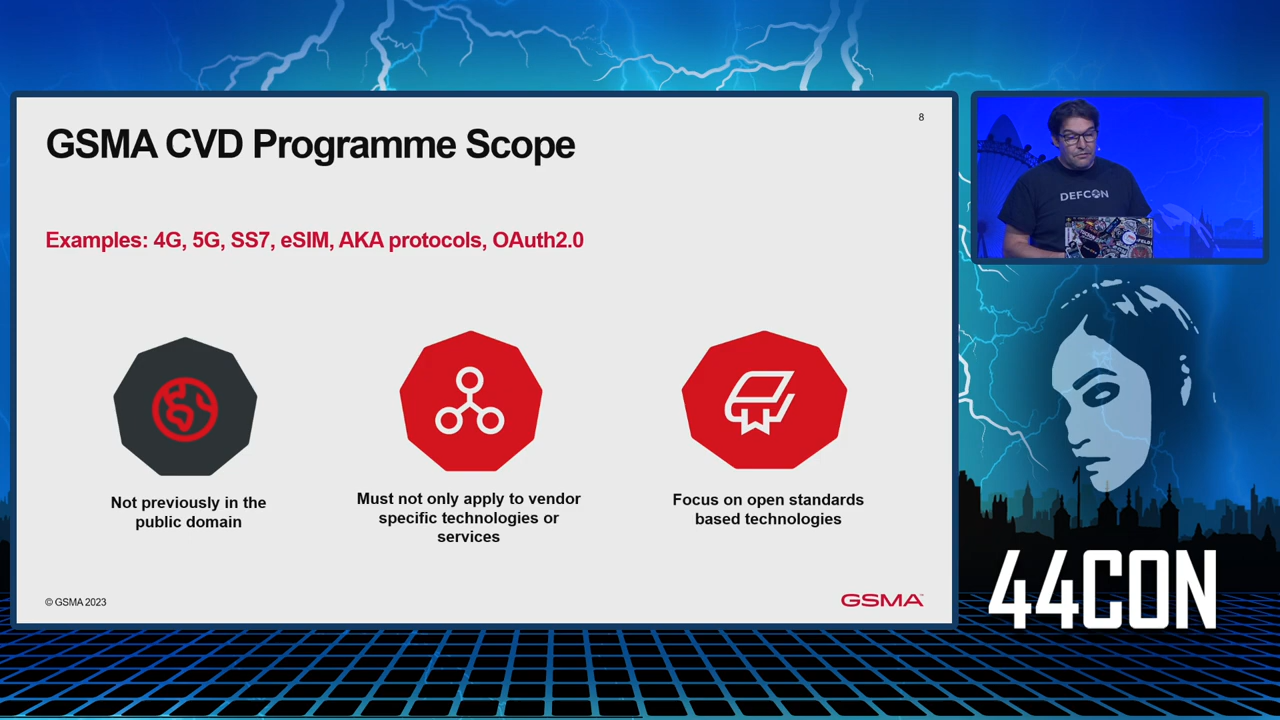 8
GSMA CVD Programme Scope
Examples: 4G, 5G, SS7, eSIM, AKA protocols, OAuth2.0
Not previously in the
public domain
Must not only apply to vendor
specific technologies or
services
Focus on open standards
based technologies
© GSMA 2023
GSMA™
DEFCON
44CON